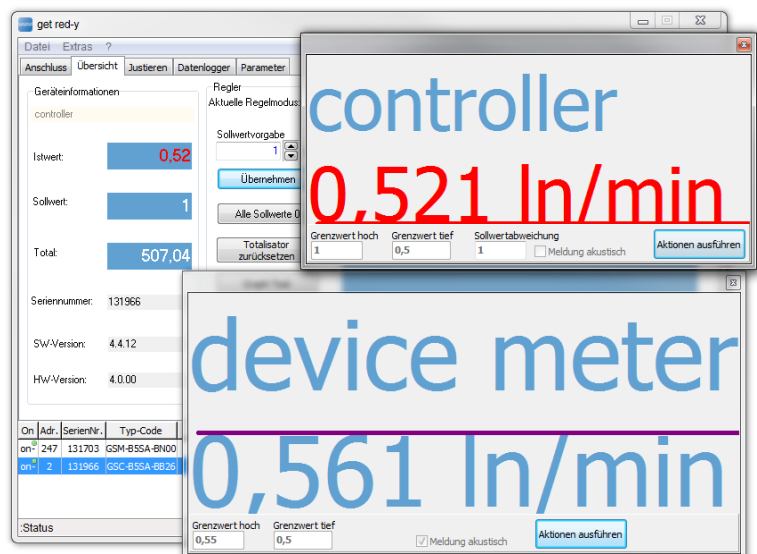 get red-y
Datei Extras ?
Anschluss Übersicht Justieren Datenlogger Parameter
Geräteinformationen
controller
Istwert: 0,52
Sollwert: 1
Total: 507,04
Seriennummer: 131966
SW-Version: 4.4.12
HW-Version: 4.0.00
Regler
Aktuelle Regelmodus:
Sollwertvorgabe
1
Übernehmen
Alle Sollwerte 0
Totalisator
zurücksetzen
On Adr. SerienNr. Typ-Code
on- 247 131703 GSM-B5SA-BN00
on- 2 131966 GSC-B5SA-BB26
:Status
controller
0,521 ln/min
Grenzwert hoch Grenzwert tief Sollwertabweichung
1 0,5 1 Meldung akustisch Aktionen ausführen
device meter
0,561 ln/min
Grenzwert hoch Grenzwert tief
0,55 0,5 Meldung akustisch Aktionen ausführen